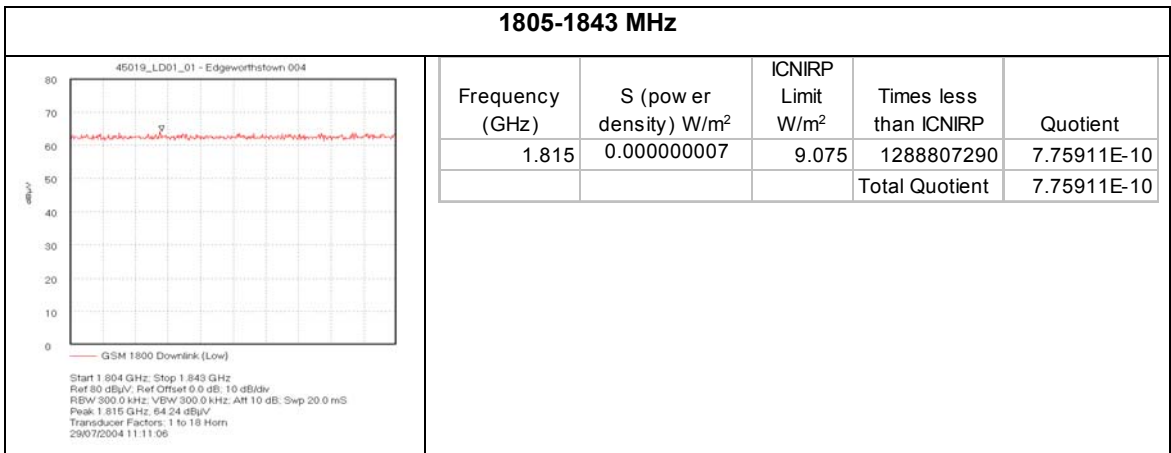 1805-1843 MHz
45019_LD01_01 - Edgeworthstown 004
80
70
60
50
40
30
20
10
0
dBµV
GSM 1800 Downlink (Low)
Start 1.804 GHz; Stop 1.843 GHz
Ref 80 dBµV; Ref Offset 0.0 dB; 10 dB/div
RBW 300.0 kHz; VBW 300.0 kHz; Att 10 dB; Swp 20.0 mS
Peak 1.815 GHz, 64.24 dBµV
Transducer Factors: 1 to 18 Horn
29/07/2004 11:11:06
Frequency (GHz) S (pow er density) W/m² ICNIRP Limit W/m² Times less than ICNIRP Quotient
1.815 0.000000007 9.075 1288807290 7.75911E-10
Total Quotient 7.75911E-10